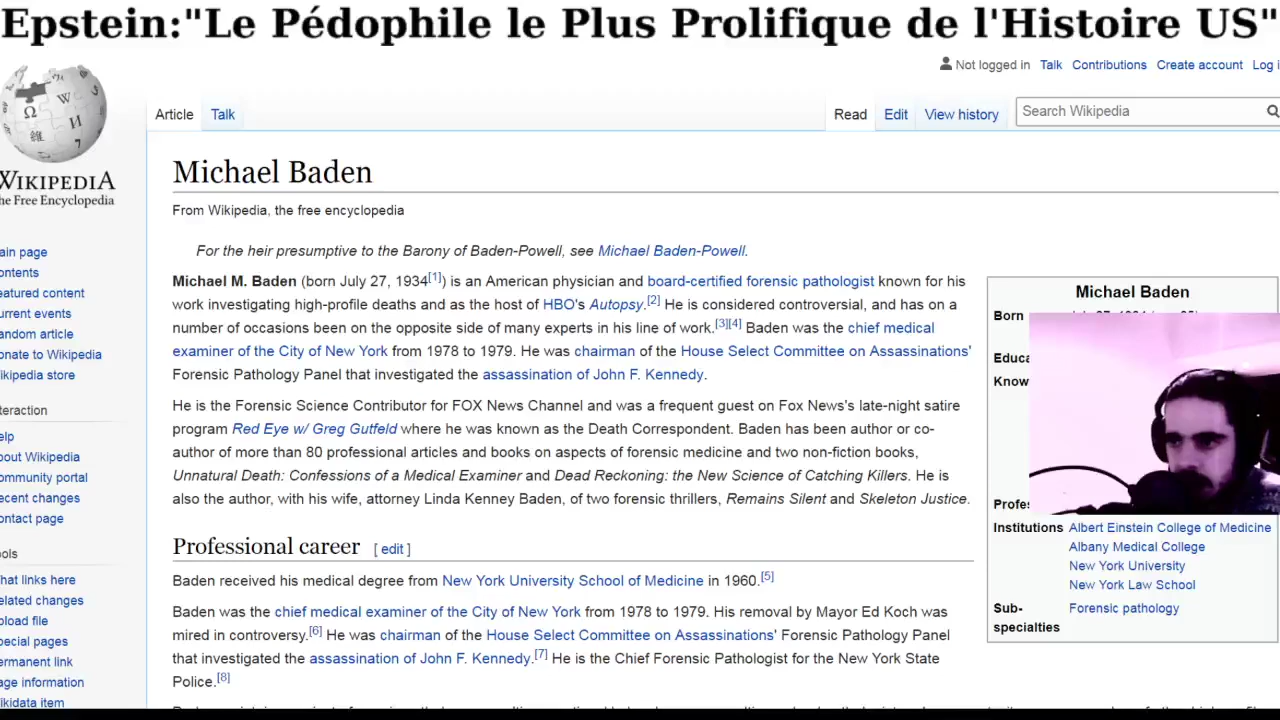 Epstein:"Le Pédophile le Plus Prolifique de l'Histoire US"
Not logged in Talk Contributions Create account Log i
Article Talk Read Edit View history Search Wikipedia
WIKIPEDIA
he Free Encyclopedia
Michael Baden
From Wikipedia, the free encyclopedia
For the heir presumptive to the Barony of Baden-Powell, see Michael Baden-Powell.
Michael M. Baden (born July 27, 1934[1]) is an American physician and board-certified forensic pathologist known for his
work investigating high-profile deaths and as the host of HBO's Autopsy.[2] He is considered controversial, and has on a
number of occasions been on the opposite side of many experts in his line of work.[3][4] Baden was the chief medical
examiner of the City of New York from 1978 to 1979. He was chairman of the House Select Committee on Assassinations'
Forensic Pathology Panel that investigated the assassination of John F. Kennedy.
He is the Forensic Science Contributor for FOX News Channel and was a frequent guest on Fox News's late-night satire
program Red Eye w/ Greg Gutfeld where he was known as the Death Correspondent. Baden has been author or co-
author of more than 80 professional articles and books on aspects of forensic medicine and two non-fiction books,
Unnatural Death: Confessions of a Medical Examiner and Dead Reckoning: the New Science of Catching Killers. He is
also the author, with his wife, attorney Linda Kenney Baden, of two forensic thrillers, Remains Silent and Skeleton Justice.
Professional career [ edit ]
Baden received his medical degree from New York University School of Medicine in 1960.[5]
Baden was the chief medical examiner of the City of New York from 1978 to 1979. His removal by Mayor Ed Koch was
mired in controversy.[6] He was chairman of the House Select Committee on Assassinations' Forensic Pathology Panel
that investigated the assassination of John F. Kennedy.[7] He is the Chief Forensic Pathologist for the New York State
Police.[8]
ain page
ontents
eatured content
urrent events
andom article
onate to Wikipedia
ikipedia store
teraction
elp
bout Wikipedia
ommunity portal
ecent changes
ontact page
ools
hat links here
elated changes
pload file
pecial pages
ermanent link
age information
ikidata item
Michael Baden
Born
Educa
Know
Profes
Institutions Albert Einstein College of Medicine
Albany Medical College
New York University
New York Law School
Sub- Forensic pathology
specialties